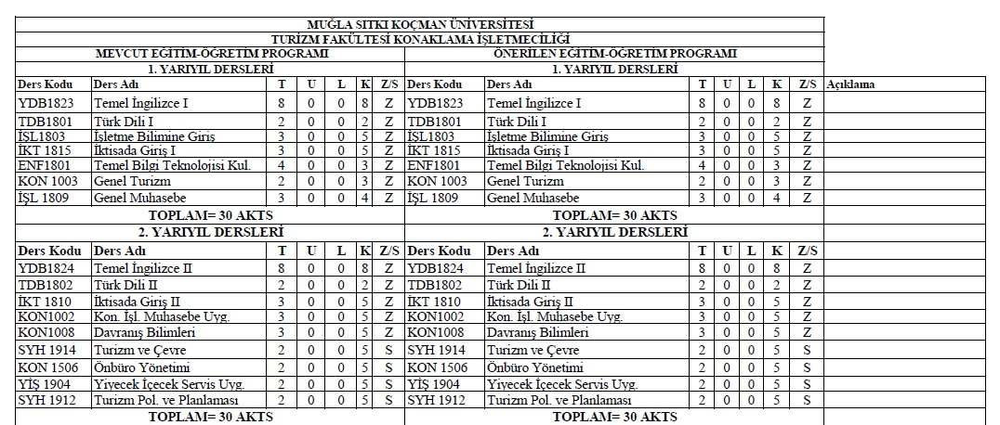 MUĞLA SITKI KOÇMAN ÜNİVERSİTESİ
TURİZM FAKÜLTESİ KONAKLAMA İŞLETMECİLİĞİ
MEVCUT EĞİTİM-ÖĞRETİM PROGRAMI ÖNERİLEN EĞİTİM-ÖĞRETİM PROGRAMI
1. YARIYIL DERSLERİ 1. YARIYIL DERSLERİ
Ders Kodu Ders Adı T U L K Z/S Ders Kodu Ders Adı T U L K Z/S Açıklama
YDB1823 Temel İngilizce I 8 0 0 8 Z YDB1823 Temel İngilizce I 8 0 0 8 Z
TDB1801 Türk Dili I 2 0 0 2 Z TDB1801 Türk Dili I 2 0 0 2 Z
İŞL1803 İşletme Bilimine Giriş 3 0 0 5 Z İŞL1803 İşletme Bilimine Giriş 3 0 0 5 Z
İKT 1815 İktisada Giriş I 3 0 0 5 Z İKT 1815 İktisada Giriş I 3 0 0 5 Z
ENF1801 Temel Bilgi Teknolojisi Kul. 4 0 0 3 Z ENF1801 Temel Bilgi Teknolojisi Kul. 4 0 0 3 Z
KON 1003 Genel Turizm 2 0 0 3 Z KON 1003 Genel Turizm 2 0 0 3 Z
İŞL 1809 Genel Muhasebe 3 0 0 4 Z İŞL 1809 Genel Muhasebe 3 0 0 4 Z
TOPLAM= 30 AKTS TOPLAM= 30 AKTS
2. YARIYIL DERSLERİ 2. YARIYIL DERSLERİ
Ders Kodu Ders Adı T U L K Z/S Ders Kodu Ders Adı T U L K Z/S
YDB1824 Temel İngilizce II 8 0 0 8 Z YDB1824 Temel İngilizce II 8 0 0 8 Z
TDB1802 Türk Dili II 2 0 0 2 Z TDB1802 Türk Dili II 2 0 0 2 Z
İKT 1810 İktisada Giriş II 3 0 0 5 Z İKT 1810 İktisada Giriş II 3 0 0 5 Z
KON1002 Kon. İşl. Muhasebe Uyg. 3 0 0 5 Z KON1002 Kon. İşl. Muhasebe Uyg. 3 0 0 5 Z
KON1008 Davranış Bilimleri 3 0 0 5 Z KON1008 Davranış Bilimleri 3 0 0 5 Z
SYH 1914 Turizm ve Çevre 2 0 0 5 S SYH 1914 Turizm ve Çevre 2 0 0 5 S
KON 1506 Önbüro Yönetimi 2 0 0 5 S KON 1506 Önbüro Yönetimi 2 0 0 5 S
YİŞ 1904 Yiyecek İçecek Servis Uyg. 2 0 0 5 S YİŞ 1904 Yiyecek İçecek Servis Uyg. 2 0 0 5 S
SYH 1912 Turizm Pol. ve Planlaması 2 0 0 5 S SYH 1912 Turizm Pol. ve Planlaması 2 0 0 5 S
TOPLAM= 30 AKTS TOPLAM= 30 AKTS